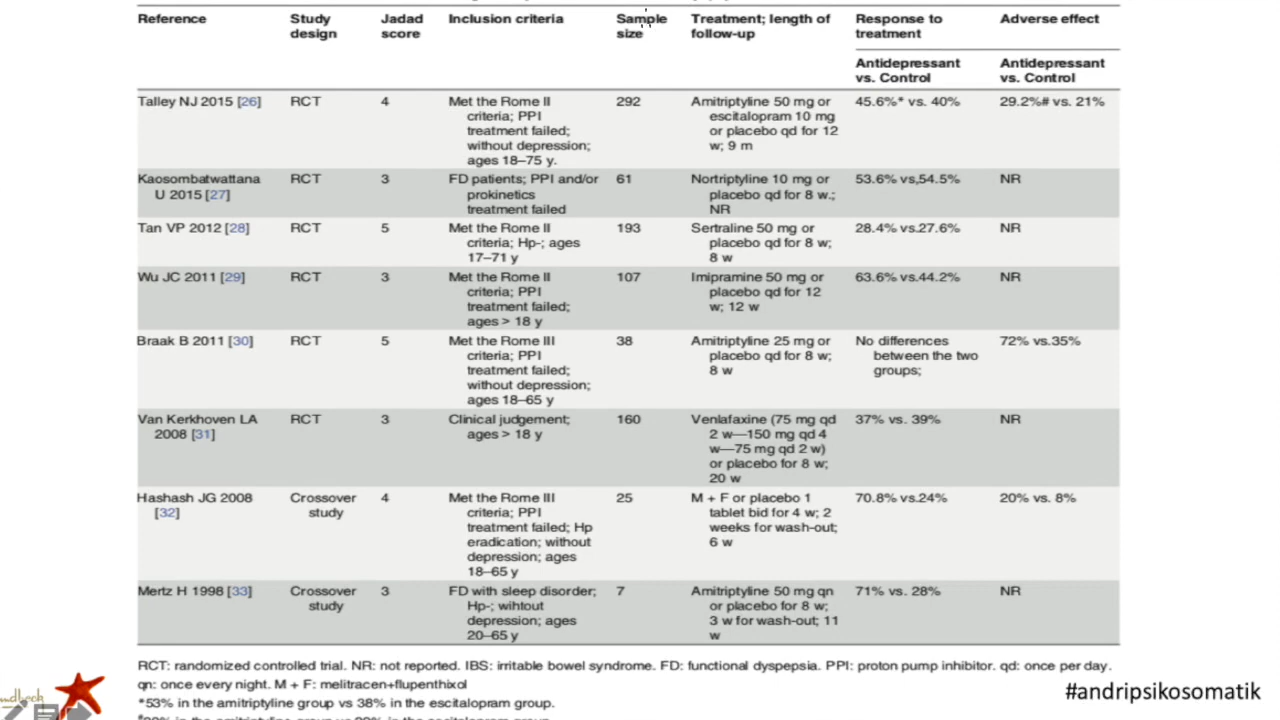 Reference Study design Jadad score Inclusion criteria Sample size Treatment; length of follow-up Response to treatment Adverse effect
Antidepressant vs. Control Antidepressant vs. Control
Talley NJ 2015 [26] RCT 4 Met the Rome II 292 Amitriptyline 50 mg or 45.6%* vs. 40% 29.2%# vs. 21%
criteria; PPI escitalopram 10 mg
treatment failed; or placebo qd for 12
without depression; w; 9 m
ages 18–75 y.
Kaosombatwattana RCT 3 FD patients; PPI and/or 61 Nortriptyline 10 mg or 53.6% vs,54.5% NR
U 2015 [27] prokinetics placebo qd for 8 w.;
treatment failed NR
Tan VP 2012 [28] RCT 5 Met the Rome II 193 Sertraline 50 mg or 28.4% vs.27.6% NR
criteria; Hp-; ages placebo qd for 8 w;
17–71 y 8 w
Wu JC 2011 [29] RCT 3 Met the Rome II 107 Imipramine 50 mg or 63.6% vs.44.2% NR
criteria; PPI placebo qd for 12
treatment failed; w; 12 w
ages > 18 y
Braak B 2011 [30] RCT 5 Met the Rome III 38 Amitriptyline 25 mg or No differences 72% vs.35%
criteria; PPI placebo qd for 8 w; between the two
treatment failed; 8 w groups;
without depression;
ages 18–65 y
Van Kerkhoven LA RCT 3 Clinical judgement; 160 Venlafaxine (75 mg qd 37% vs. 39% NR
2008 [31] ages > 18 y 2 w—150 mg qd 4
w—75 mg qd 2 w)
or placebo for 8 w;
20 w
Hashash JG 2008 Crossover 4 Met the Rome III 25 M + F or placebo 1 70.8% vs.24% 20% vs. 8%
[32] study criteria; PPI tablet bid for 4 w; 2
treatment failed; Hp weeks for wash-out;
eradication; without 6 w
depression; ages
18–65 y
Mertz H 1998 [33] Crossover 3 FD with sleep disorder; 7 Amitriptyline 50 mg qn 71% vs. 28% NR
study Hp-; wihtout or placebo for 8 w;
depression; ages 3 w for wash-out; 11
20–65 y w
RCT: randomized controlled trial. NR: not reported. IBS: irritable bowel syndrome. FD: functional dyspepsia. PPI: proton pump inhibitor. qd: once per day.
qn: once every night. M + F: melitracen+flupenthixol
*53% in the amitriptyline group vs 38% in the escitalopram group.
in the amitriptyline group vs in the escitalopram group.
#andripsikosomatik